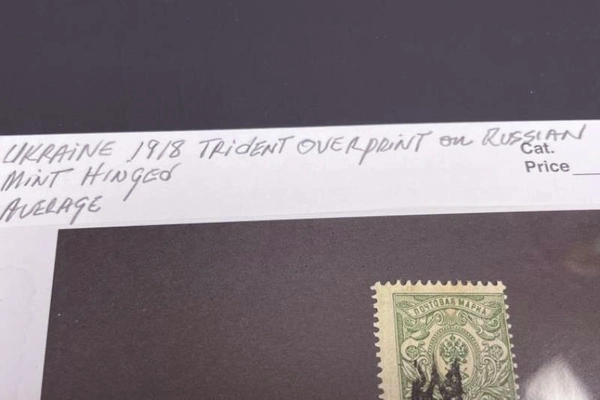 UKRAINE 1918 TRIDENT OVERPRINT on RUSSIAN
Cat.
MINT HINGED
Price
AVERAGE
ПОЧТОВАЯ МАРКА